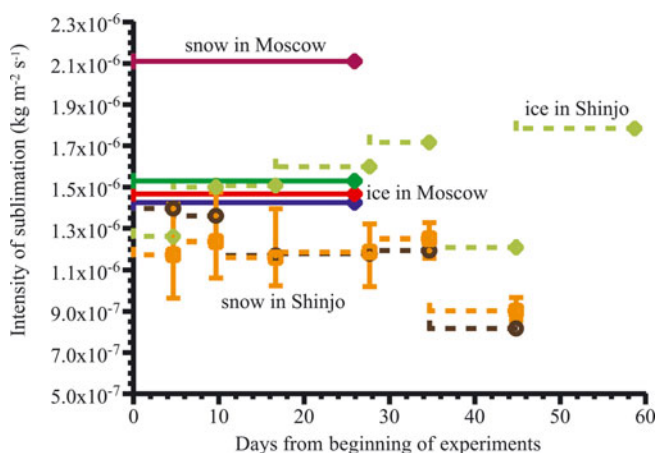 2.3x10⁻⁶
2.1x10⁻⁶
1.9x10⁻⁶
1.7x10⁻⁶
1.5x10⁻⁶
1.3x10⁻⁶
1.1x10⁻⁶
9.0x10⁻⁷
7.0x10⁻⁷
5.0x10⁻⁷
Intensity of sublimation (kg m⁻² s⁻¹)
snow in Moscow
ice in Shinjo
ice in Moscow
snow in Shinjo
0 10 20 30 40 50 60
Days from beginning of experiments